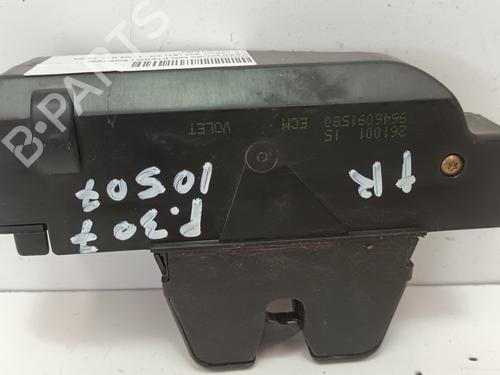 261001 15
9646091580
ECM
VOLET
TR
P.307
10507
B-PARTS